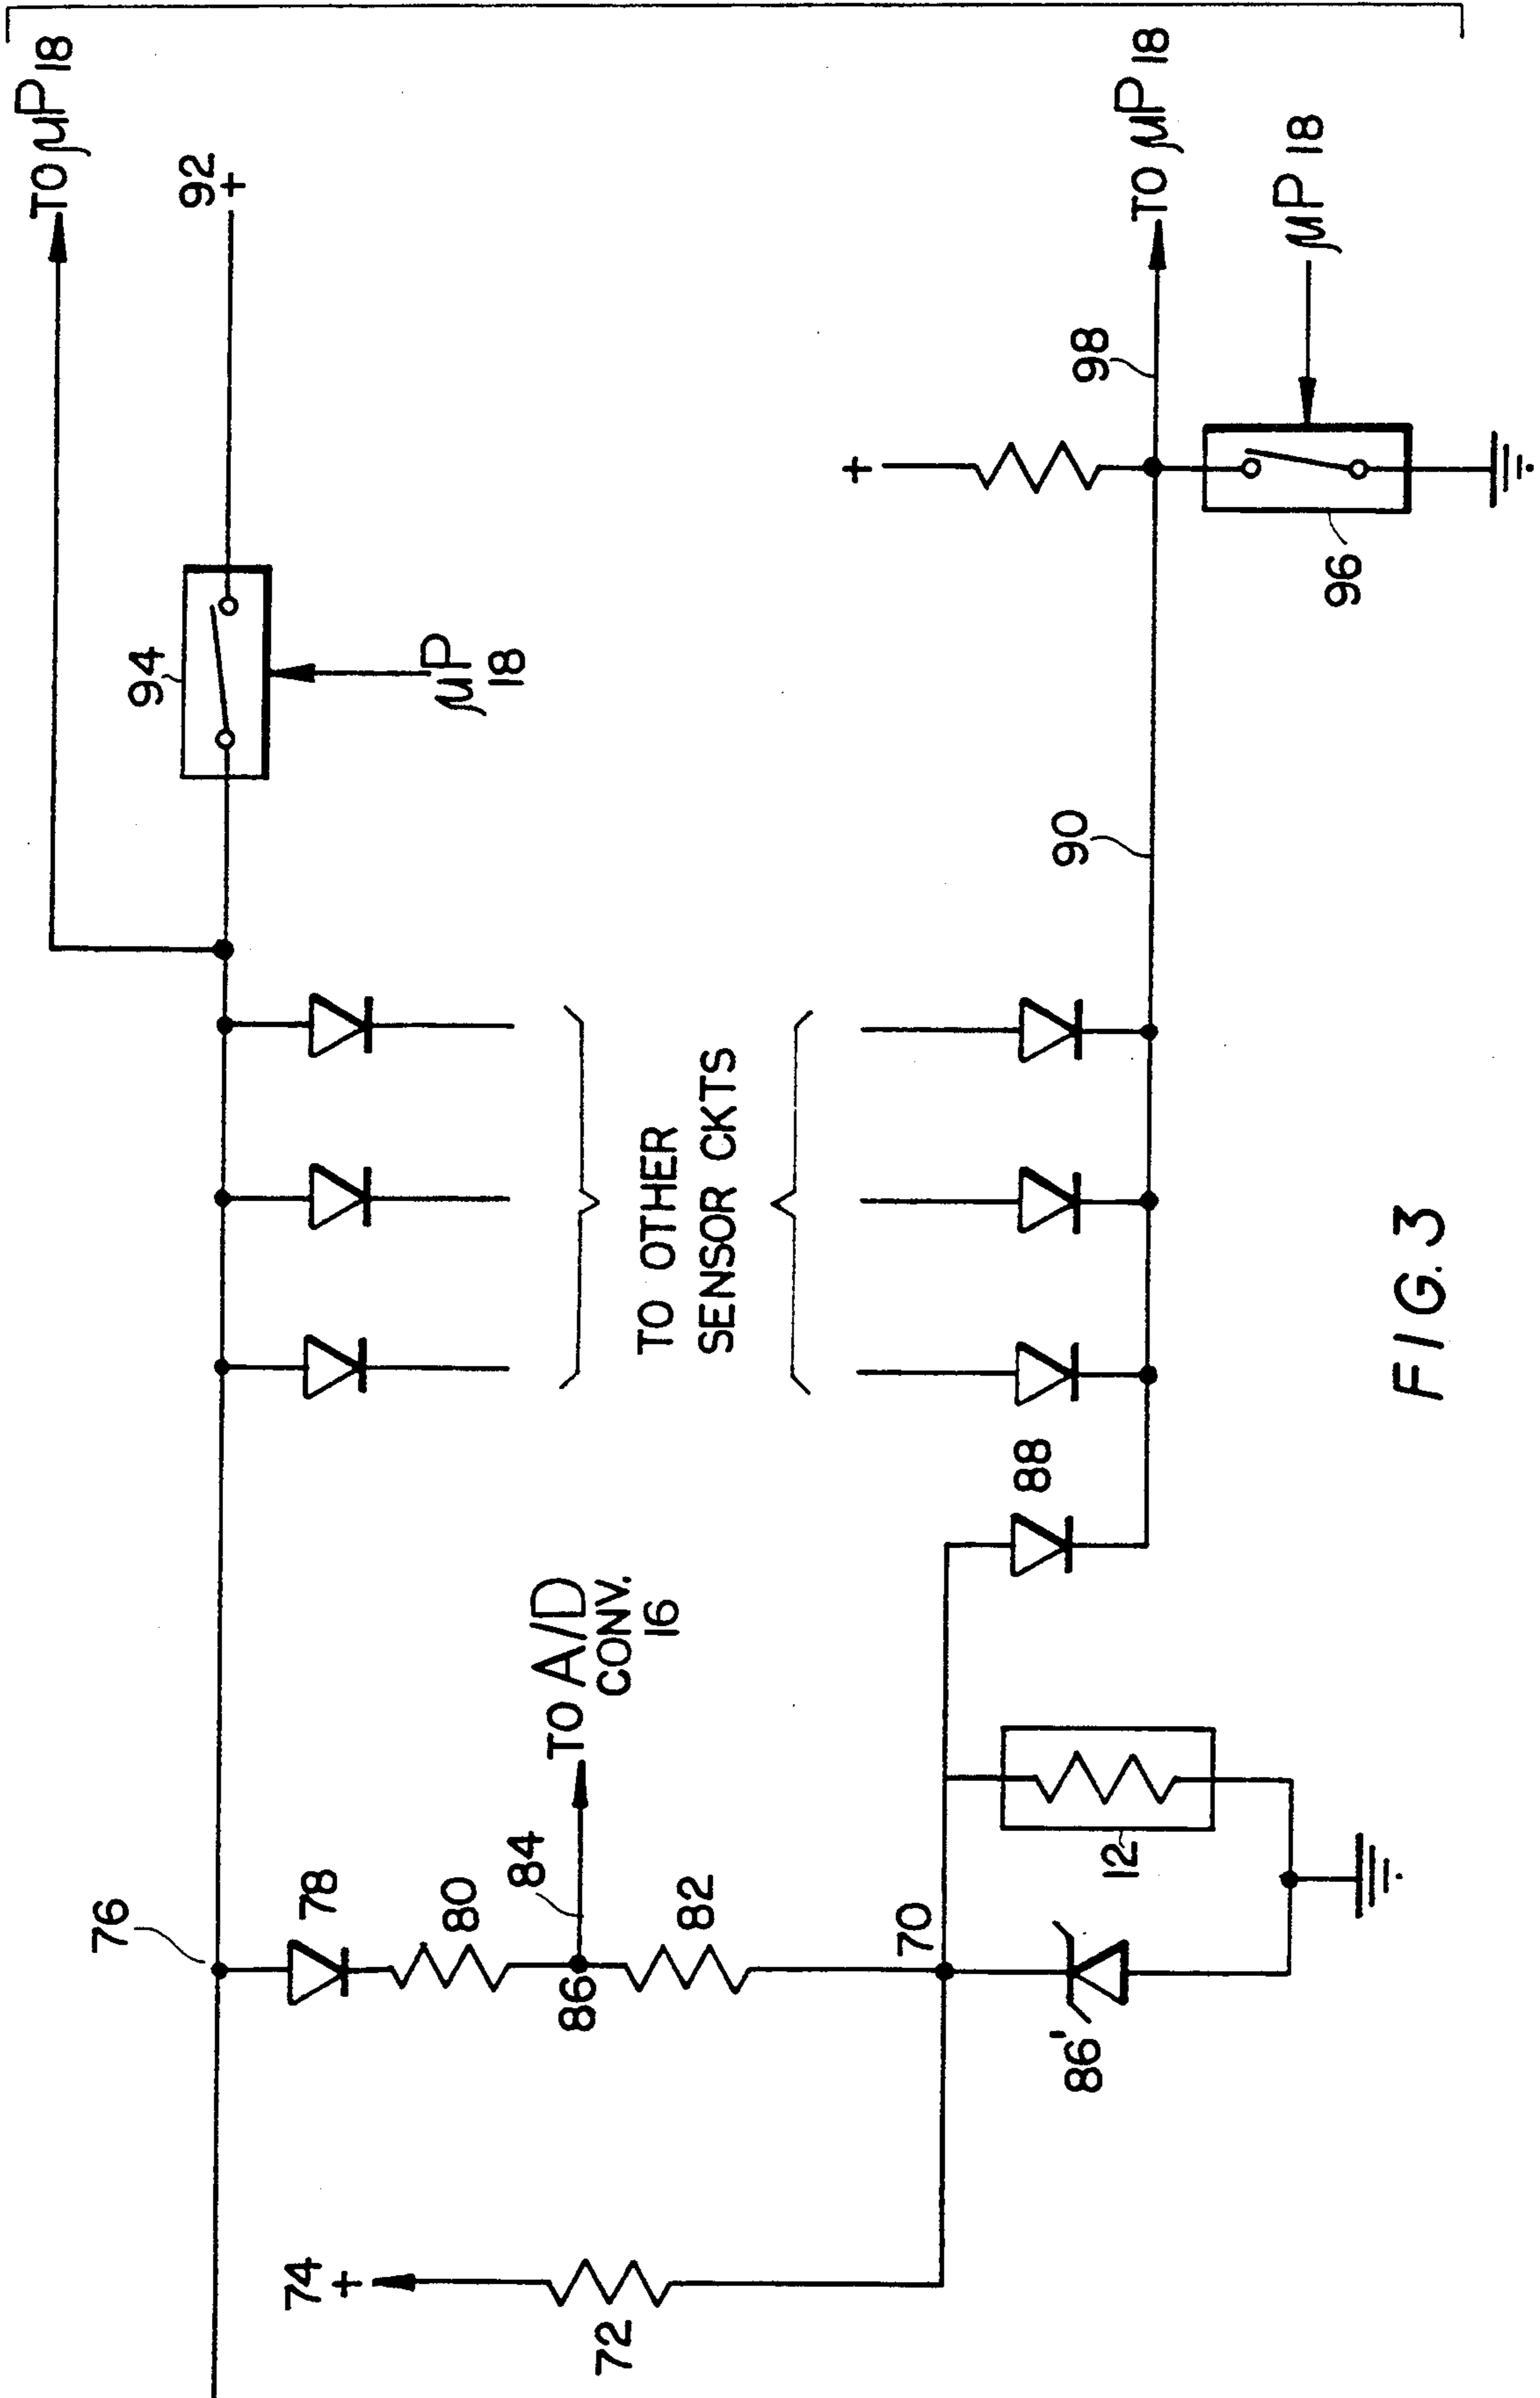 TO μP 18
92
+
94
μP
18
76
78
80
84
TO A/D
CONV.
16
86
82
74
+
72
70
86'
12
88
TO OTHER
SENSOR CKTS
90
+
98
TO μP 18
μP 18
96
FIG. 3